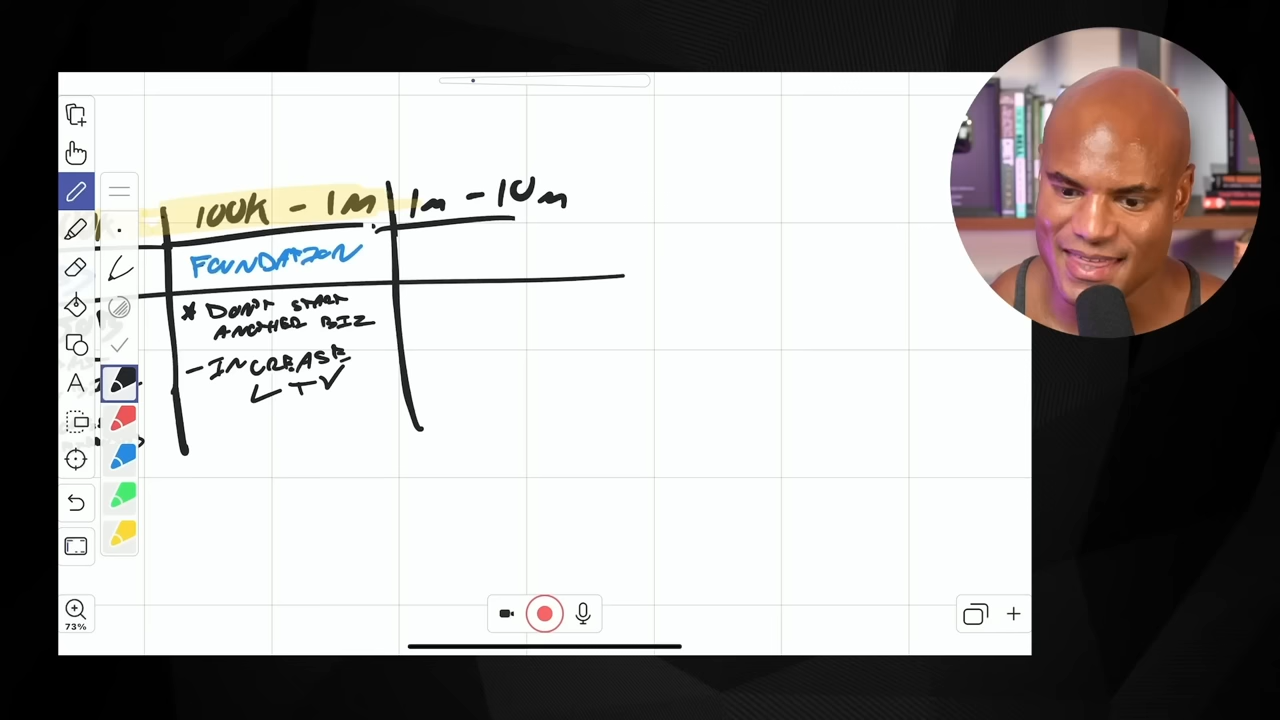 100K - 1M
1M - 10M
FOUNDATION
* DON'T START
ANOTHER BIZ
- INCREASE
LTV
A
73%